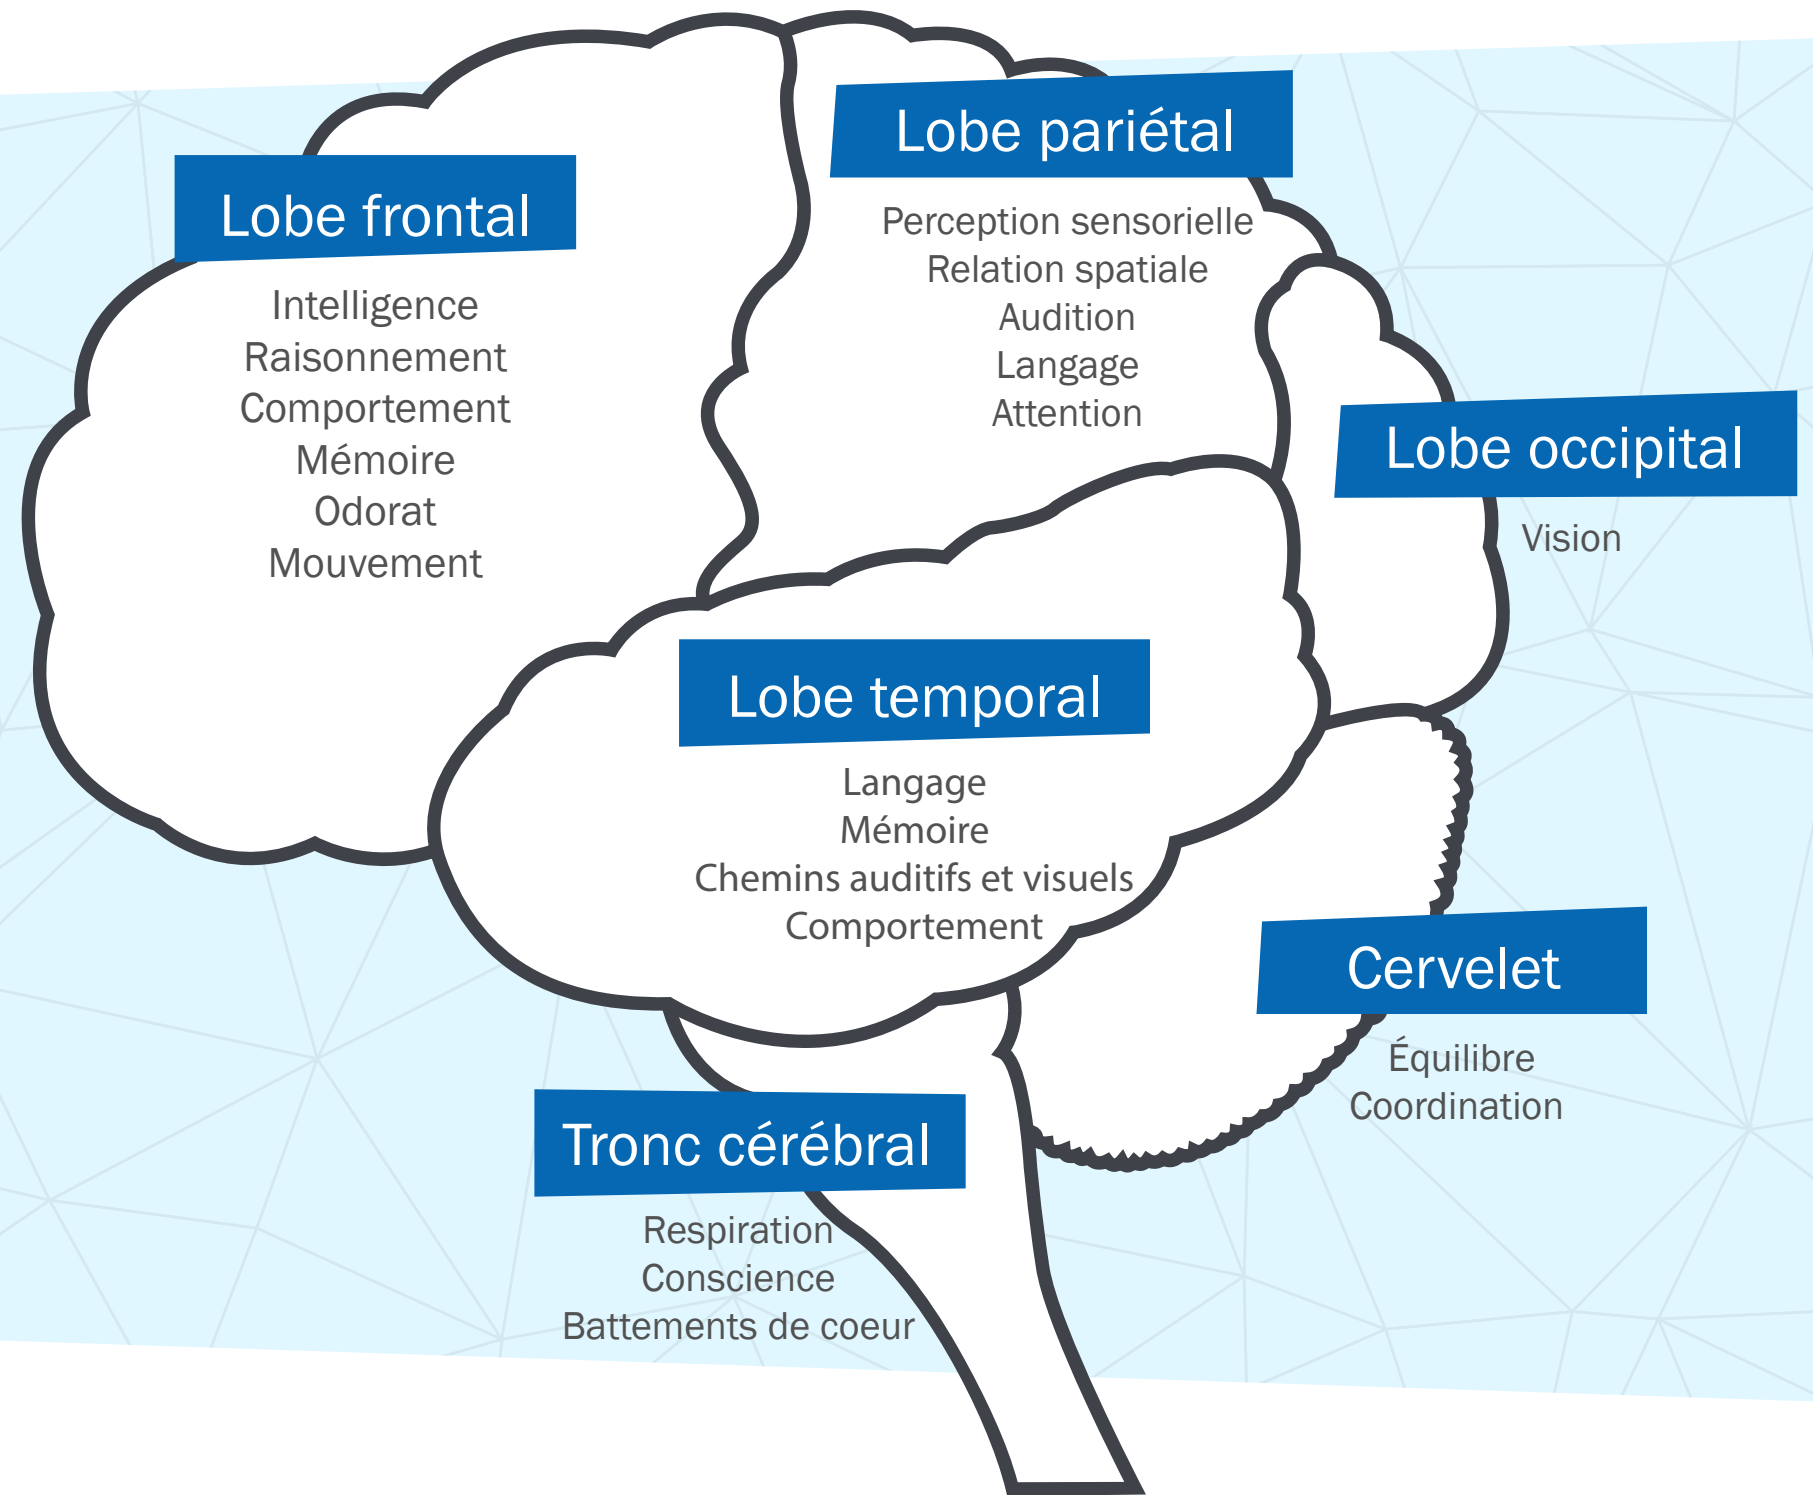 Lobe frontal
Intelligence
Raisonnement
Comportement
Mémoire
Odorat
Mouvement
Lobe pariétal
Perception sensorielle
Relation spatiale
Audition
Langage
Attention
Lobe occipital
Vision
Lobe temporal
Langage
Mémoire
Chemins auditifs et visuels
Comportement
Cervelet
Équilibre
Coordination
Tronc cérébral
Respiration
Conscience
Battements de coeur